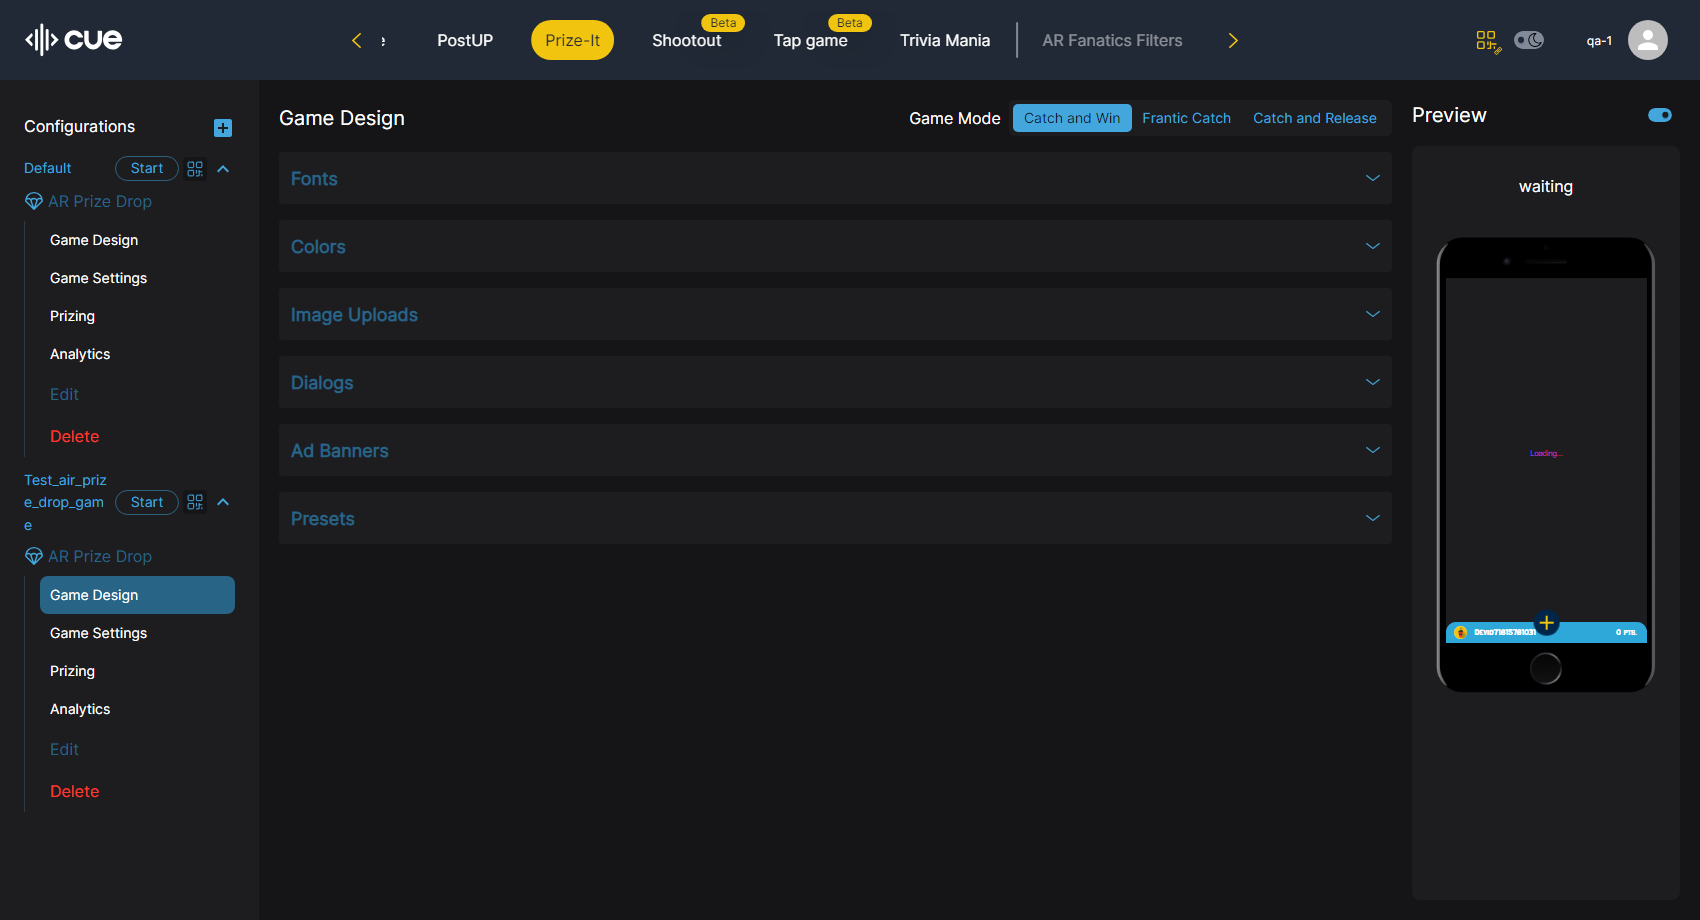 cue
e
PostUP
Prize-It
Shootout
Beta
Tap game
Beta
Trivia Mania
AR Fanatics Filters
qa-1
Configurations
Default
Start
AR Prize Drop
Game Design
Game Settings
Prizing
Analytics
Edit
Delete
Test_air_priz
e_drop_gam
e
Start
AR Prize Drop
Game Design
Game Settings
Prizing
Analytics
Edit
Delete
Game Design
Game Mode
Catch and Win
Frantic Catch
Catch and Release
Fonts
Colors
Image Uploads
Dialogs
Ad Banners
Presets
Preview
waiting
Loading...
0 PTS.